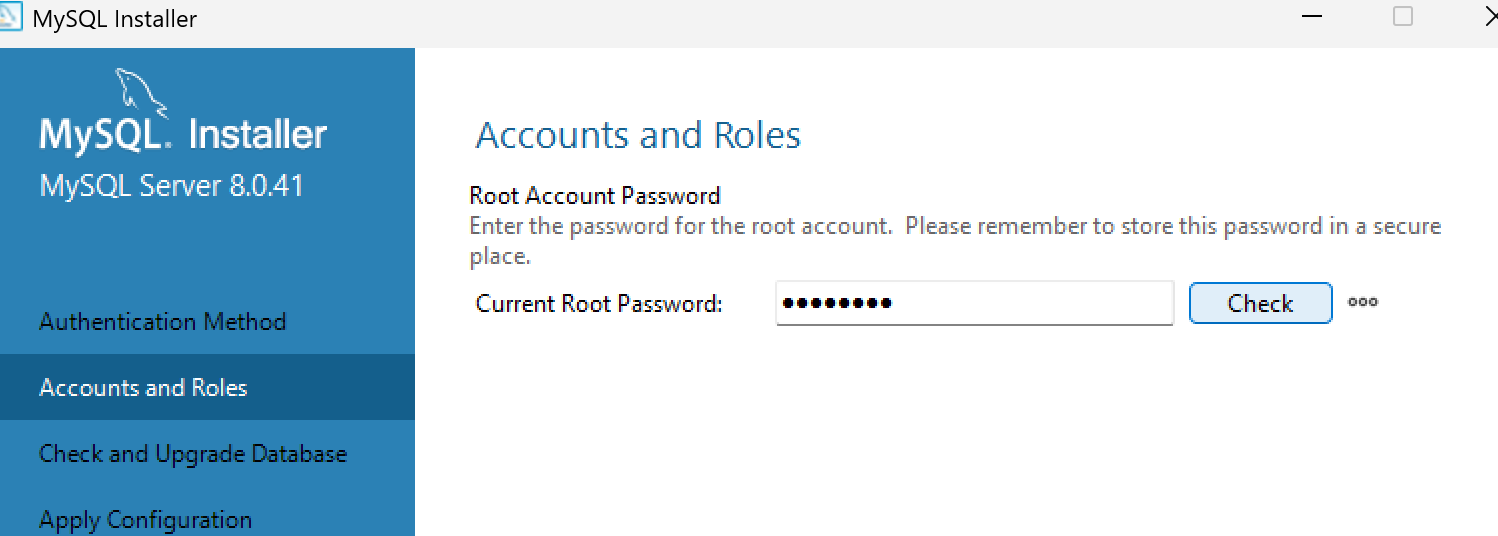 MySQL Installer
MySQL. Installer
MySQL Server 8.0.41
Authentication Method
Accounts and Roles
Check and Upgrade Database
Apply Configuration
Accounts and Roles
Root Account Password
Enter the password for the root account.  Please remember to store this password in a secure
place.
Current Root Password: ●●●●●●●● Check